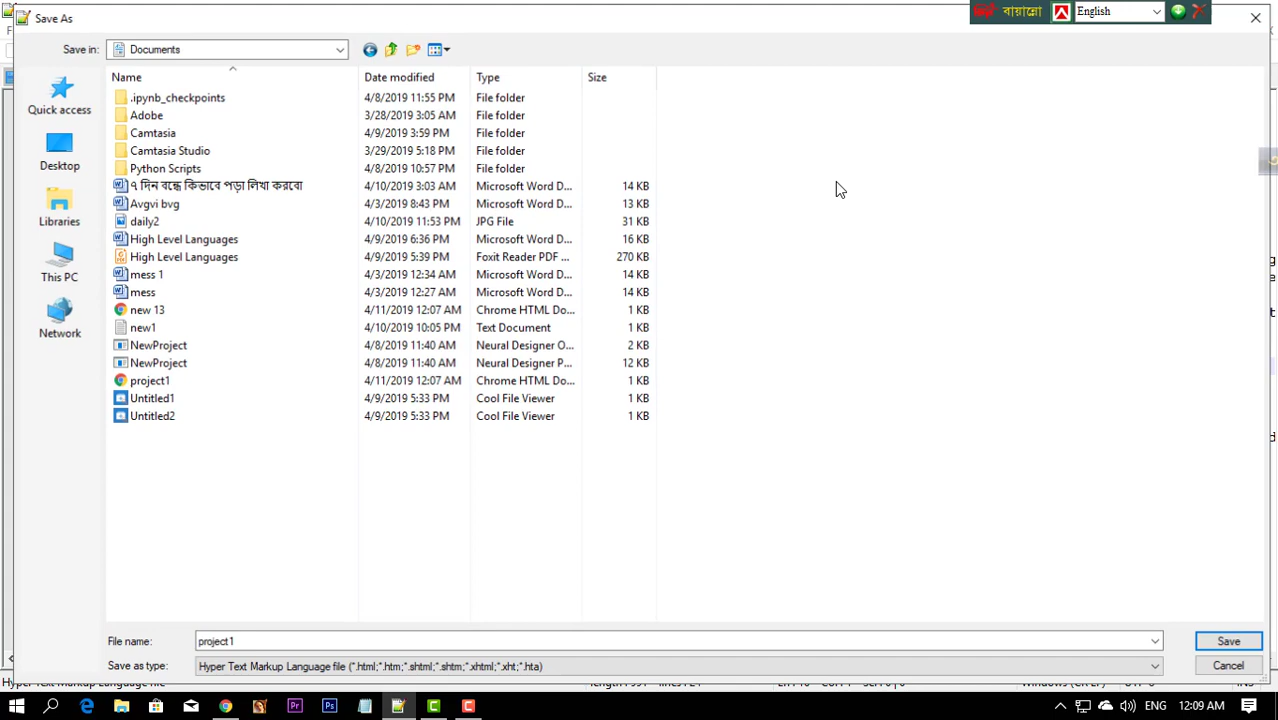 Save As
বায়ান্নো
English
Save in:
Documents
Name
Date modified
Type
Size
Quick access
Desktop
Libraries
This PC
Network
.ipynb_checkpoints 4/8/2019 11:55 PM File folder
Adobe 3/28/2019 3:05 AM File folder
Camtasia 4/9/2019 3:59 PM File folder
Camtasia Studio 3/29/2019 5:18 PM File folder
Python Scripts 4/8/2019 10:57 PM File folder
৭ দিন বন্ধে কিভাবে পড়া লিখা করবো 4/10/2019 3:03 AM Microsoft Word D... 14 KB
Avgvi bvg 4/3/2019 8:43 PM Microsoft Word D... 13 KB
daily2 4/10/2019 11:53 PM JPG File 31 KB
High Level Languages 4/9/2019 6:36 PM Microsoft Word D... 16 KB
High Level Languages 4/9/2019 5:39 PM Foxit Reader PDF ... 270 KB
mess 1 4/3/2019 12:34 AM Microsoft Word D... 14 KB
mess 4/3/2019 12:27 AM Microsoft Word D... 14 KB
new 13 4/11/2019 12:07 AM Chrome HTML Do... 1 KB
new1 4/10/2019 10:05 PM Text Document 1 KB
NewProject 4/8/2019 11:40 AM Neural Designer O... 2 KB
NewProject 4/8/2019 11:40 AM Neural Designer P... 12 KB
project1 4/11/2019 12:07 AM Chrome HTML Do... 1 KB
Untitled1 4/9/2019 5:33 PM Cool File Viewer 1 KB
Untitled2 4/9/2019 5:33 PM Cool File Viewer 1 KB
File name: project1
Save
Save as type: Hyper Text Markup Language file (*.html;*.htm;*.shtml;*.shtm;*.xhtml;*.xht;*.hta)
Cancel
12:09 AM